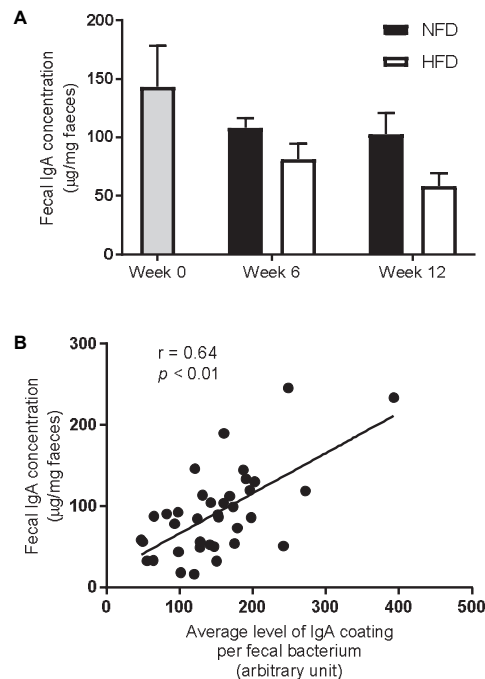 A
Fecal IgA concentration
(µg/mg faeces)
200
150
100
50
0
NFD
HFD
Week 0
Week 6
Week 12
B
Fecal IgA concentration
(µg/mg faeces)
300
200
100
0
r = 0.64
p < 0.01
0
100
200
300
400
500
Average level of IgA coating
per fecal bacterium
(arbitrary unit)